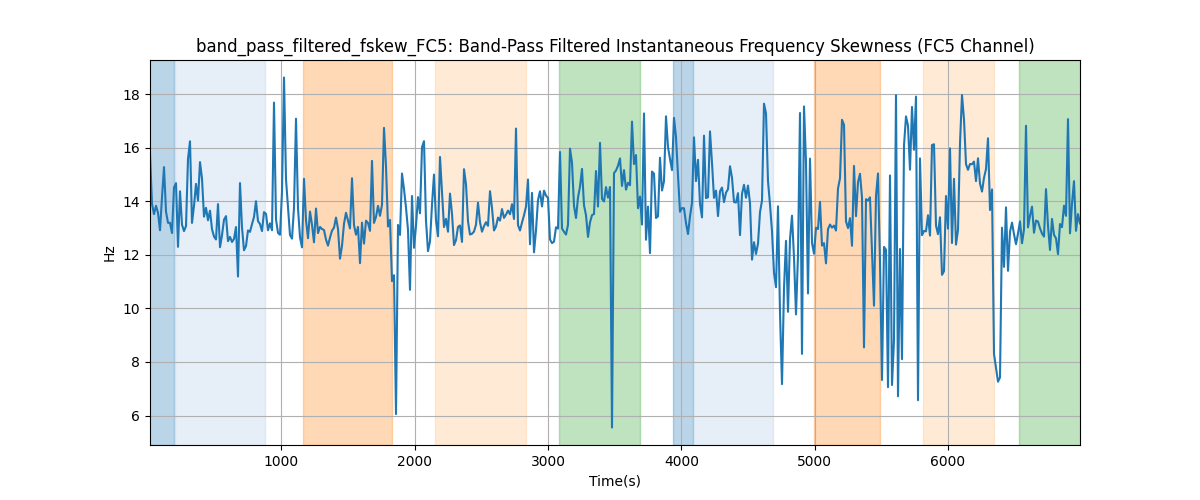 band_pass_filtered_fskew_FC5: Band-Pass Filtered Instantaneous Frequency Skewness (FC5 Channel)
18
16
14
12
10
8
6
Hz
1000 2000 3000 4000 5000 6000
Time(s)